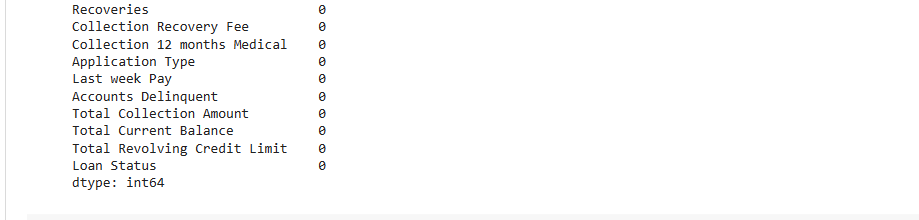 Recoveries 0
Collection Recovery Fee 0
Collection 12 months Medical 0
Application Type 0
Last week Pay 0
Accounts Delinquent 0
Total Collection Amount 0
Total Current Balance 0
Total Revolving Credit Limit 0
Loan Status 0
dtype: int64